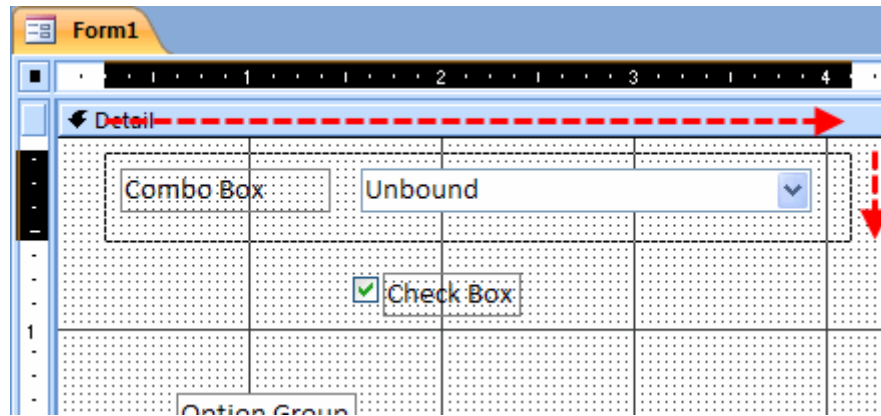 Form1
1 2 3 4
Detail
Combo Box Unbound
Check Box
1
Option Group